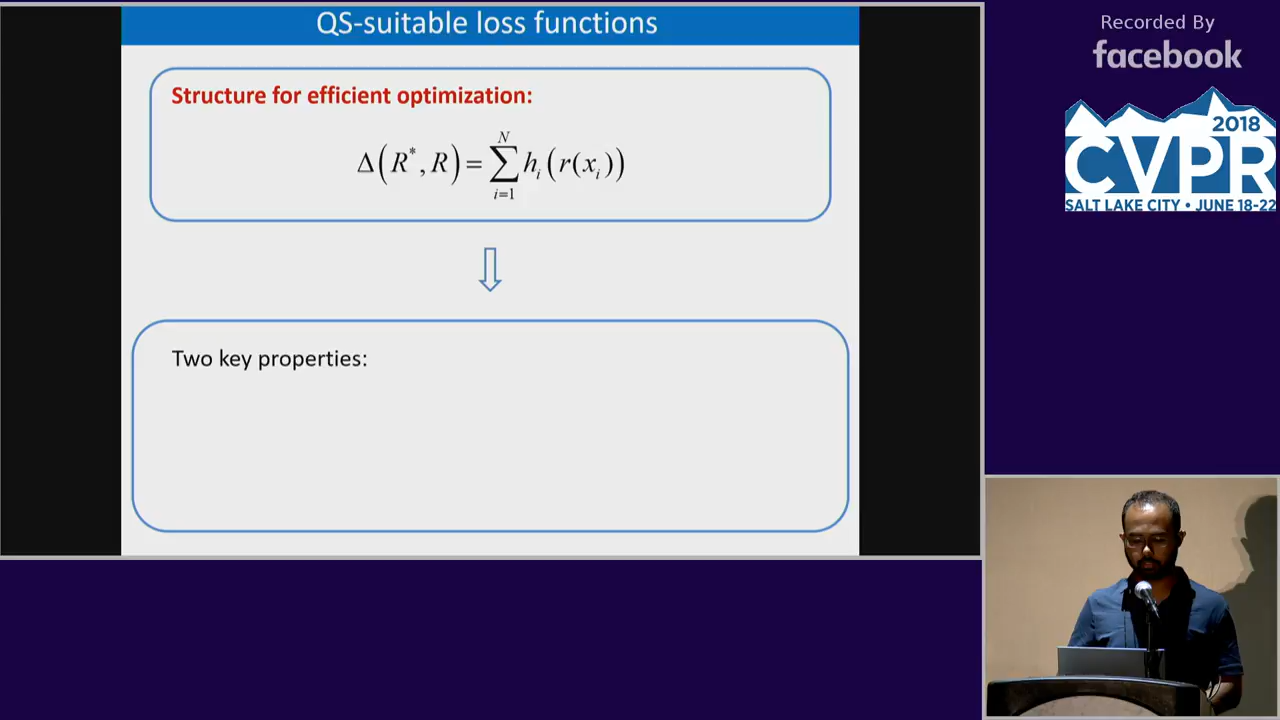 QS-suitable loss functions
Structure for efficient optimization:
Δ(R*, R) = ∑_{i=1}^{N} h_i(r(x_i))
Two key properties:
Recorded By
facebook
2018
CVPR
SALT LAKE CITY • JUNE 18-22